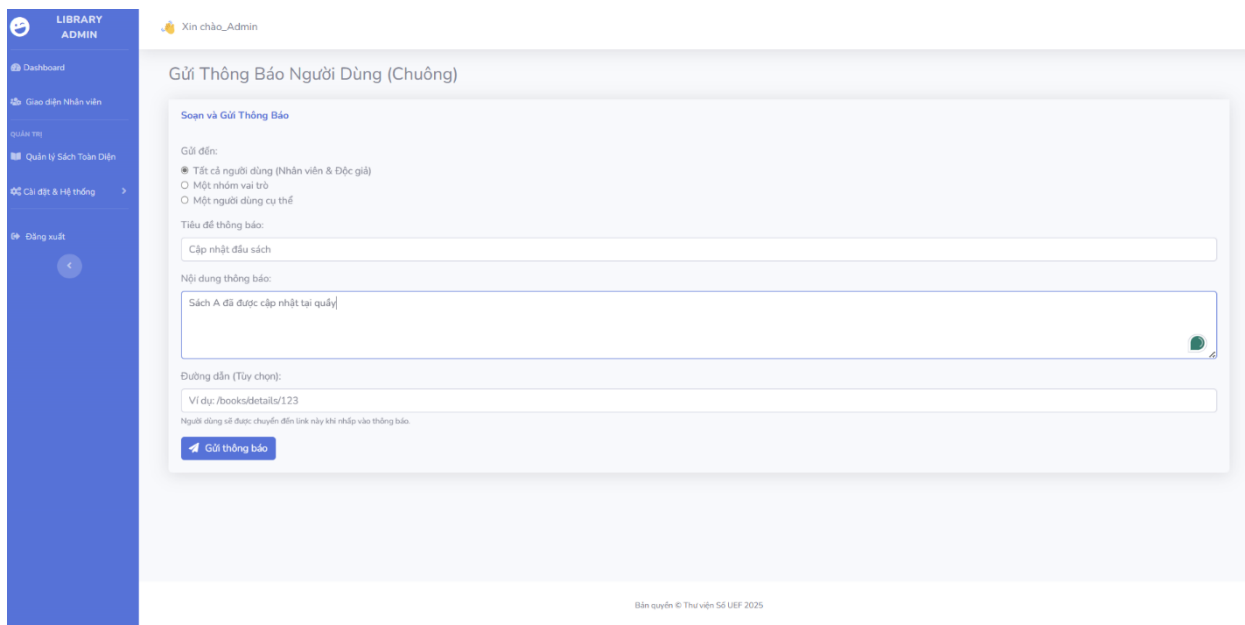 LIBRARY
ADMIN
Dashboard
Giao diện Nhân viên
QUẢN TRỊ
Quản lý Sách Toàn Diện
Cài đặt & Hệ thống
Đăng xuất
Xin chào_Admin
Gửi Thông Báo Người Dùng (Chuông)
Soạn và Gửi Thông Báo
Gửi đến:
Tất cả người dùng (Nhân viên & Độc giả)
Một nhóm vai trò
Một người dùng cụ thể
Tiêu đề thông báo:
Cập nhật đầu sách
Nội dung thông báo:
Sách A đã được cập nhật tại quầy
Đường dẫn (Tùy chọn):
Ví dụ: /books/details/123
Người dùng sẽ được chuyển đến link này khi nhấp vào thông báo.
Gửi thông báo
Bản quyền © Thư viện Số UEF 2025